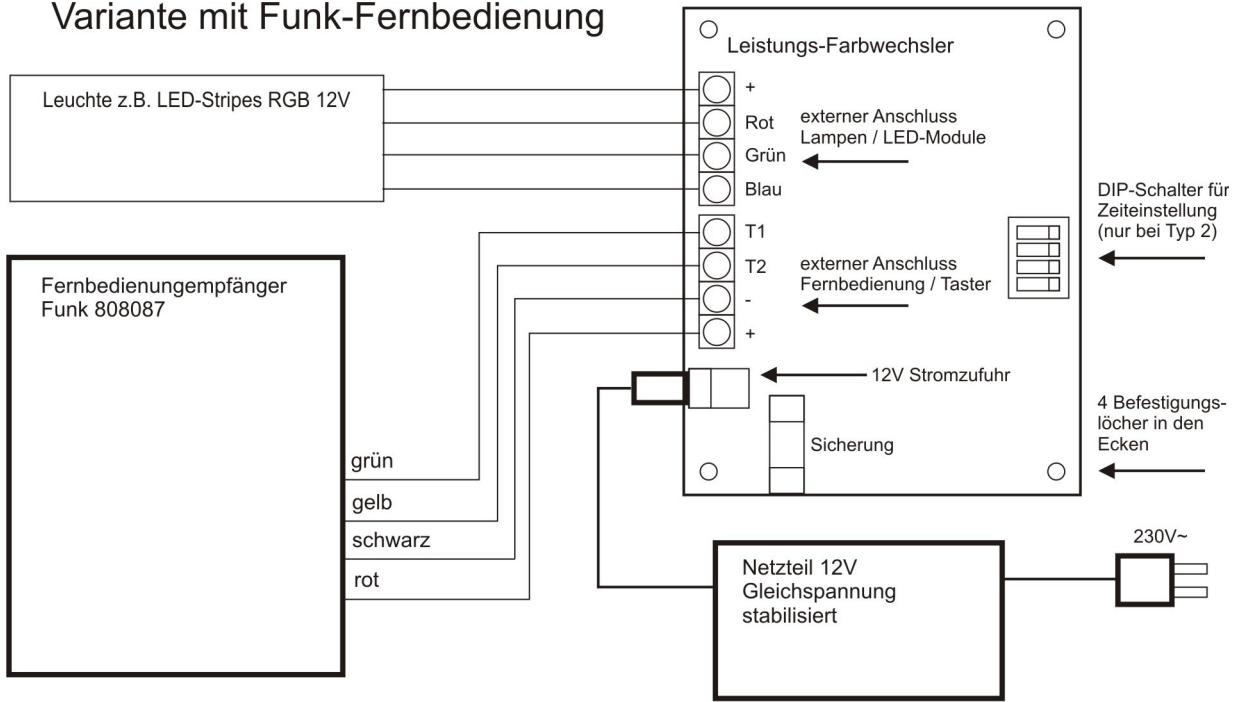 Variante mit Funk-Fernbedienung
Leistungs-Farbwechsler
Leuchte z.B. LED-Stripes RGB 12V
+
Rot
Grün
Blau
externer Anschluss
Lampen / LED-Module
T1
T2
-
+
externer Anschluss
Fernbedienung / Taster
DIP-Schalter für
Zeiteinstellung
(nur bei Typ 2)
Fernbedienungempfänger
Funk 808087
12V Stromzufuhr
Sicherung
4 Befestigungs-
löcher in den
Ecken
grün
gelb
schwarz
rot
Netzteil 12V
Gleichspannung
stabilisiert
230V~